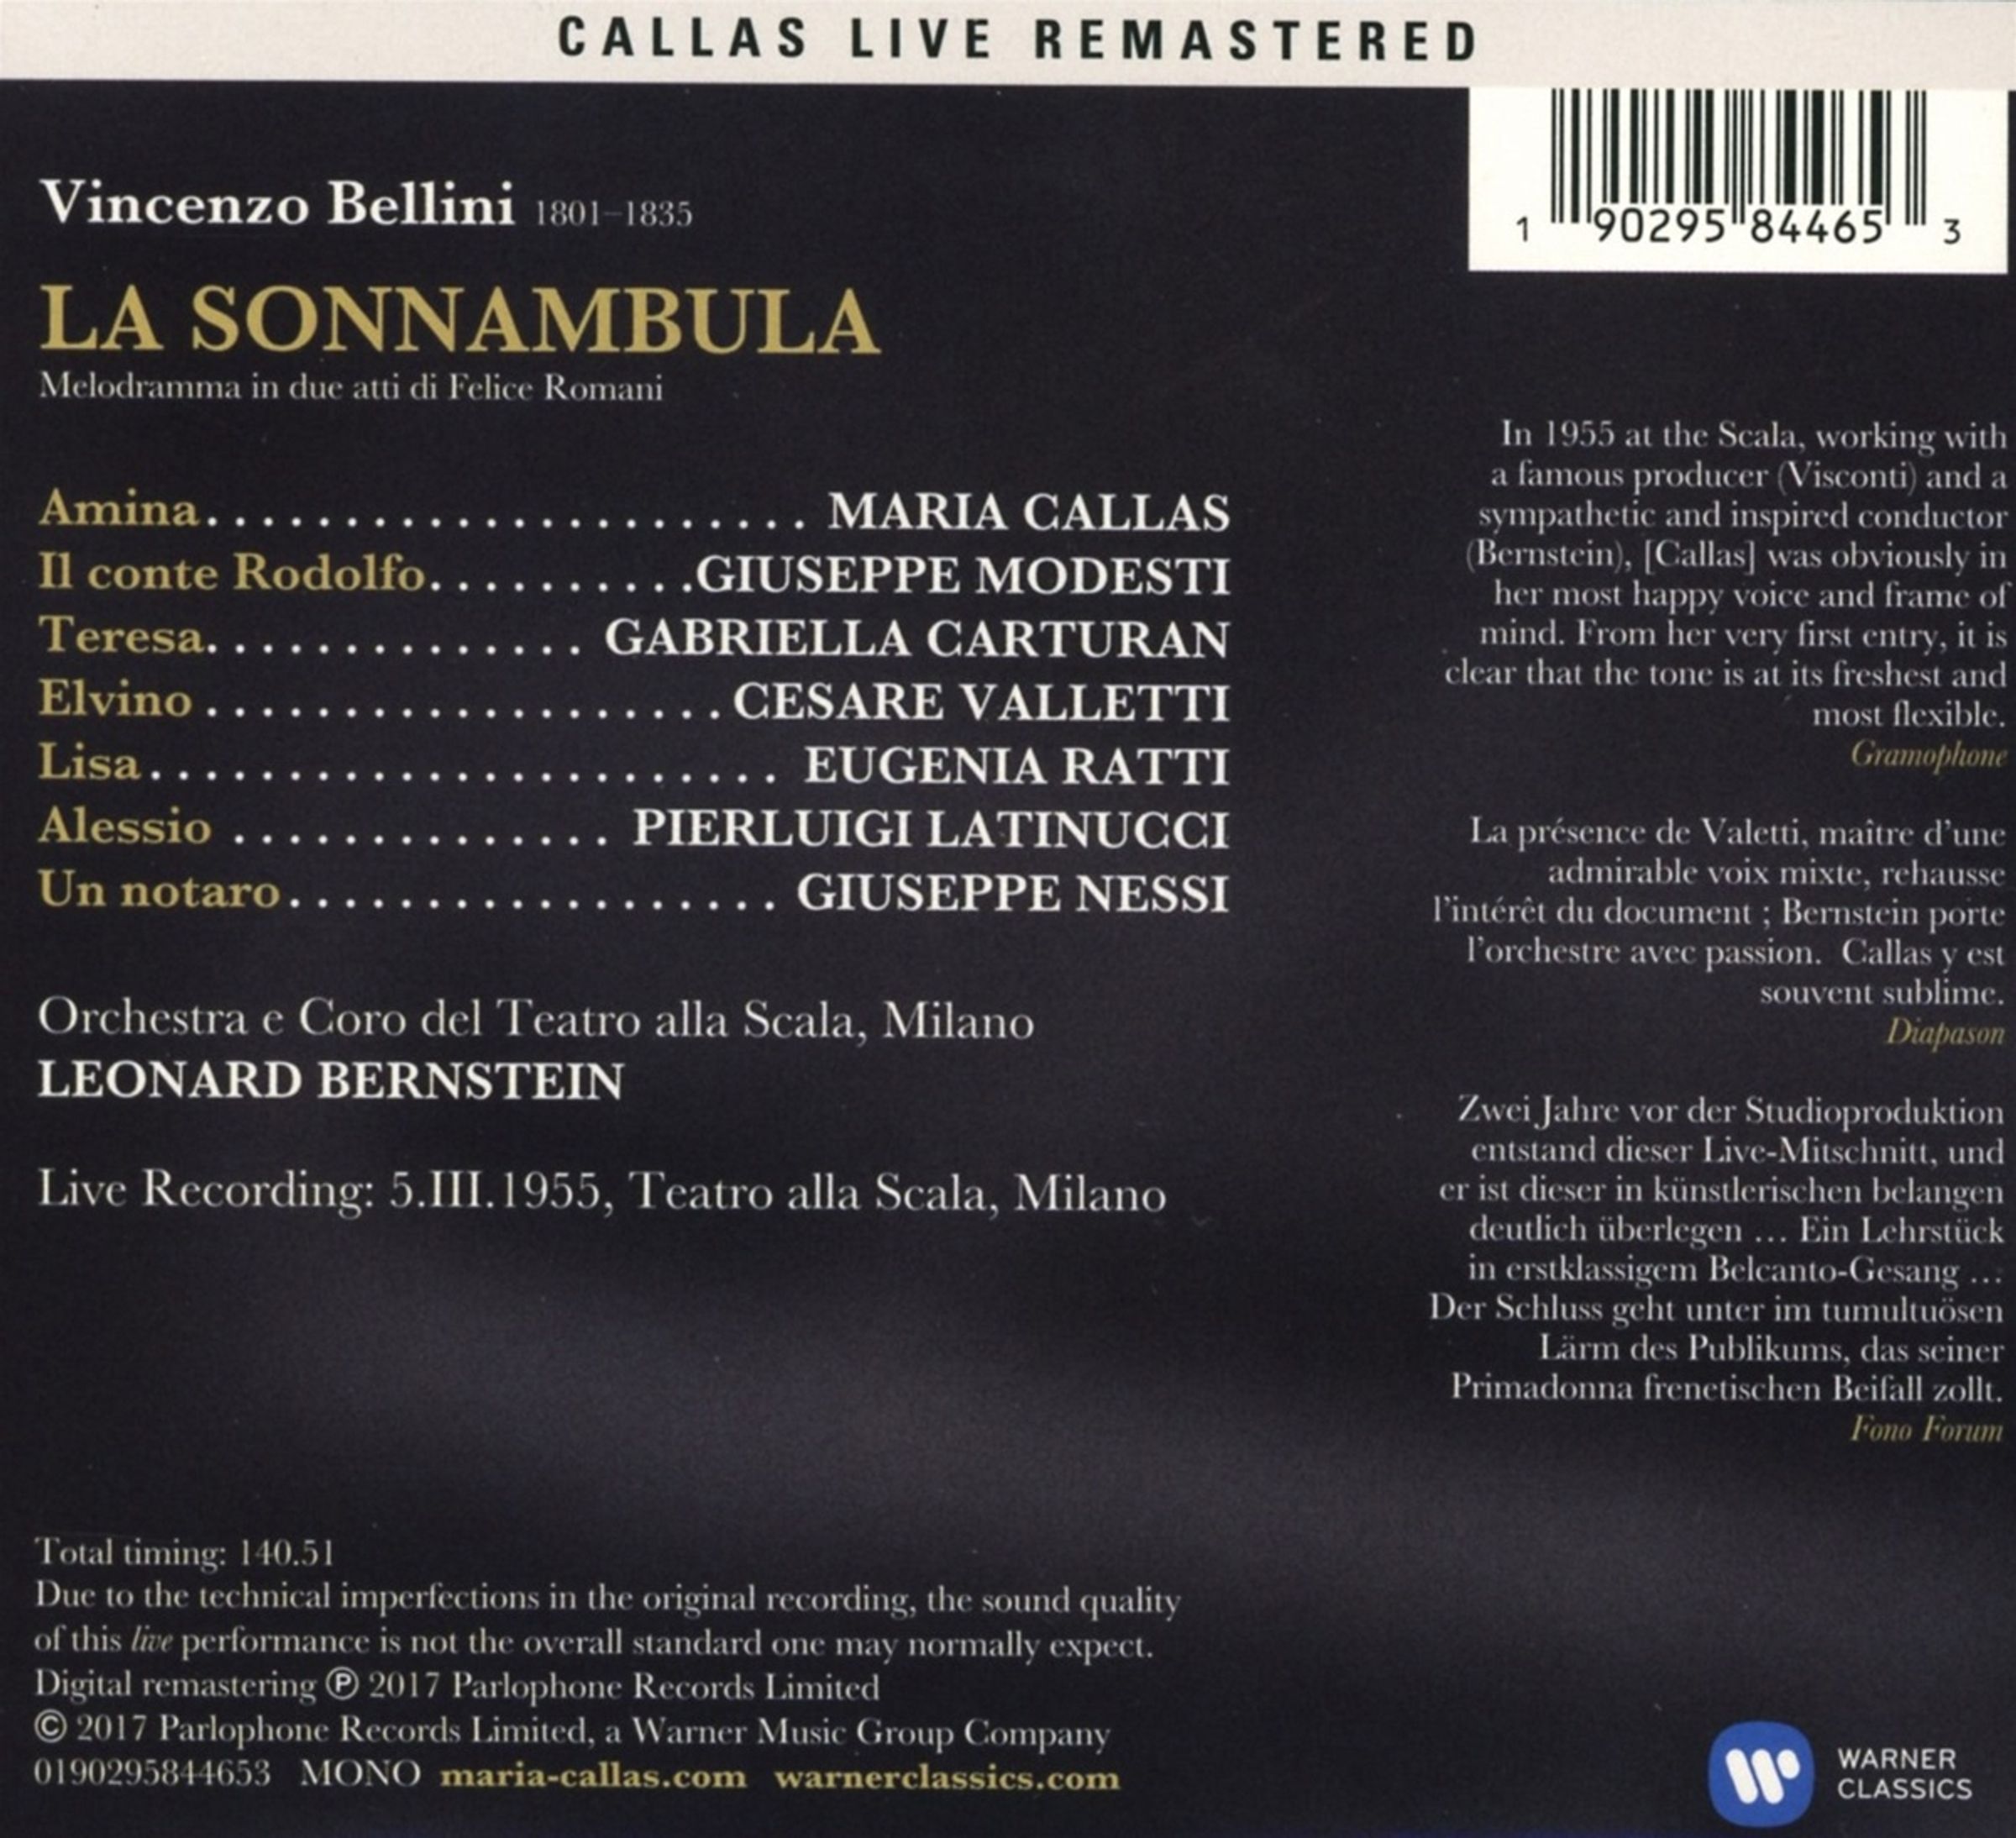 CALLAS LIVE REMASTERED
1 90295 84465 3
Vincenzo Bellini 1801–1835
LA SONNAMBULA
Melodramma in due atti di Felice Romani
Amina...................... MARIA CALLAS
Il conte Rodolfo..........GIUSEPPE MODESTI
Teresa.............. GABRIELLA CARTURAN
Elvino ...................CESARE VALLETTI
Lisa....................... EUGENIA RATTI
Alessio .............. PIERLUIGI LATINUCCI
Un notaro.................. GIUSEPPE NESSI
Orchestra e Coro del Teatro alla Scala, Milano
LEONARD BERNSTEIN
Live Recording: 5.III.1955, Teatro alla Scala, Milano
In 1955 at the Scala, working with
a famous producer (Visconti) and a
sympathetic and inspired conductor
(Bernstein), [Callas] was obviously in
her most happy voice and frame of
mind. From her very first entry, it is
clear that the tone is at its freshest and
most flexible.
Gramophone
La présence de Valetti, maître d’une
admirable voix mixte, rehausse
l’intérêt du document ; Bernstein porte
l’orchestre avec passion. Callas y est
souvent sublime.
Diapason
Zwei Jahre vor der Studioproduktion
entstand dieser Live-Mitschnitt, und
er ist dieser in künstlerischen belangen
deutlich überlegen … Ein Lehrstück
in erstklassigem Belcanto-Gesang …
Der Schluss geht unter im tumultuösen
Lärm des Publikums, das seiner
Primadonna frenetischen Beifall zollt.
Fono Forum
Total timing: 140.51
Due to the technical imperfections in the original recording, the sound quality
of this live performance is not the overall standard one may normally expect.
Digital remastering ℗ 2017 Parlophone Records Limited
© 2017 Parlophone Records Limited, a Warner Music Group Company
0190295844653 MONO maria-callas.com warnerclassics.com
WARNER
CLASSICS